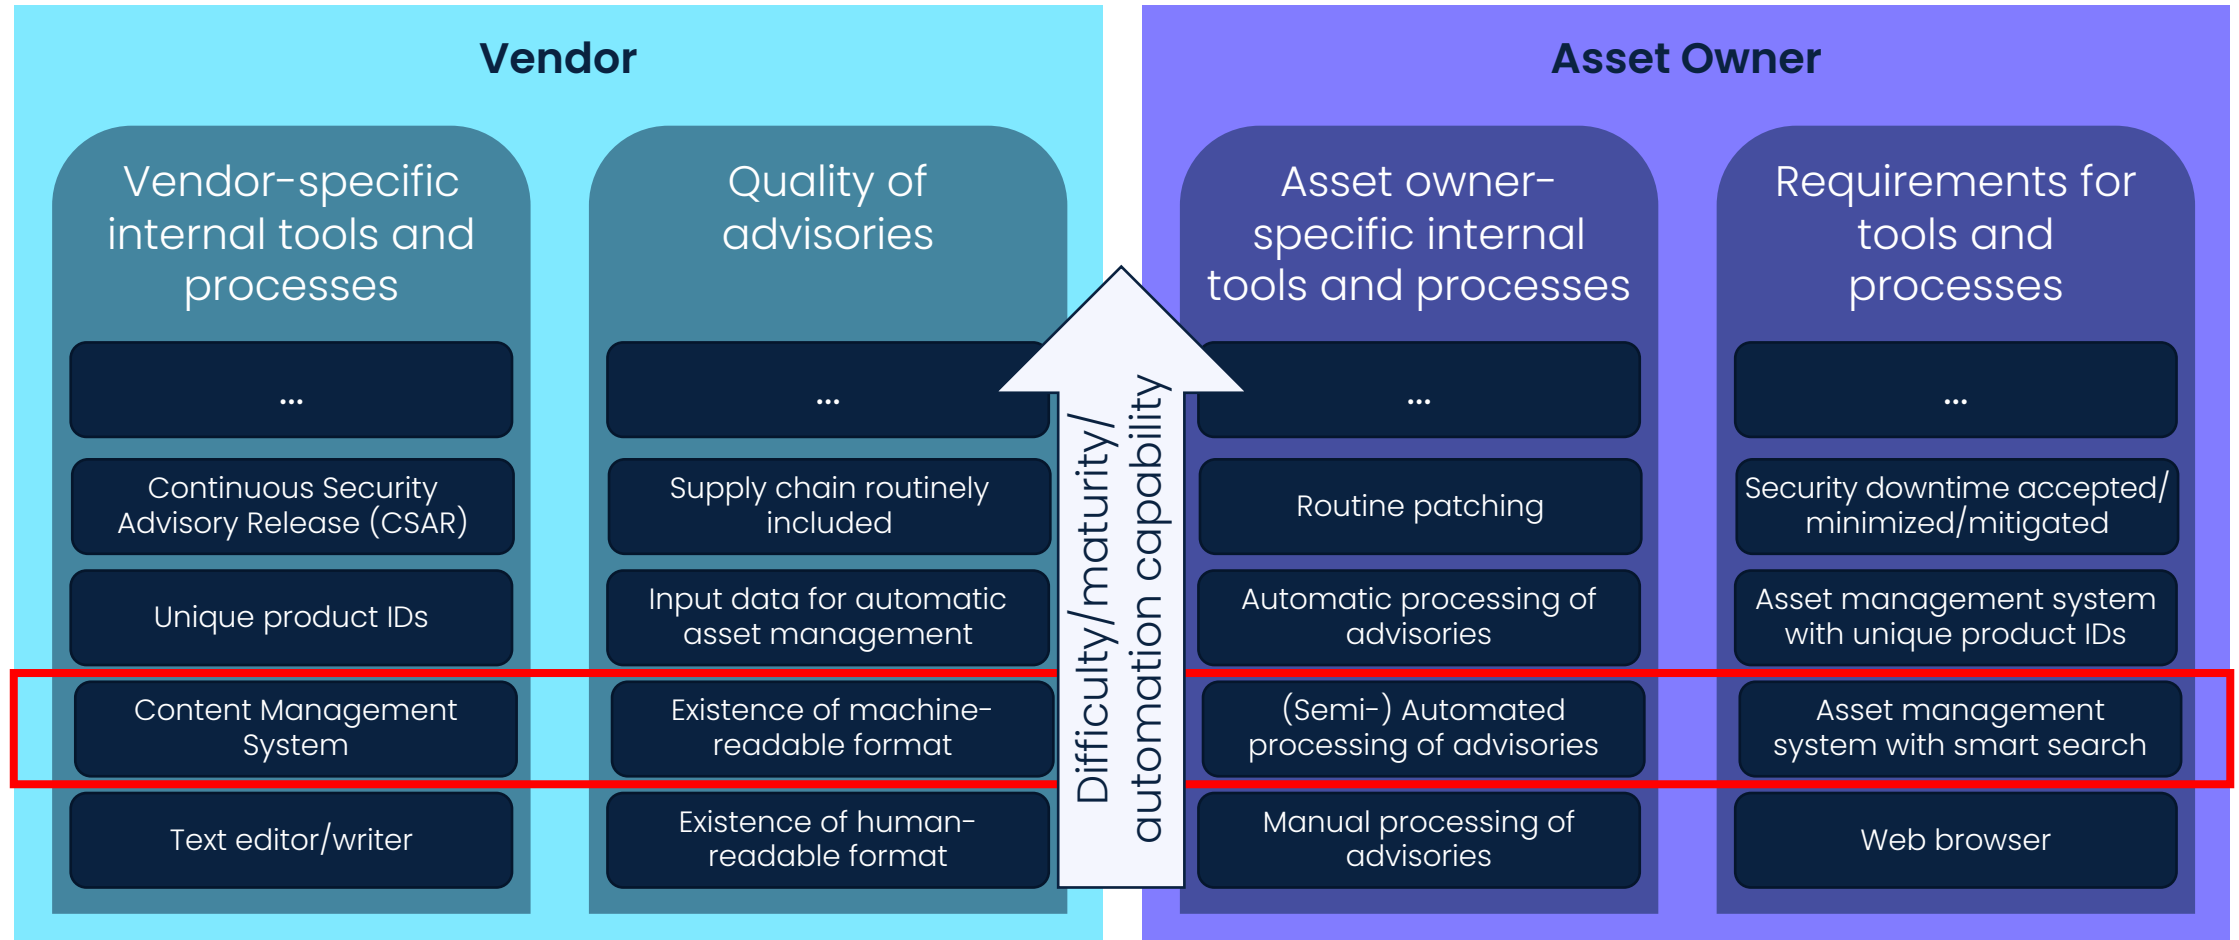 Vendor
Vendor-specific
internal tools and
processes
...
Continuous Security
Advisory Release (CSAR)
Unique product IDs
Content Management
System
Text editor/writer
Quality of
advisories
...
Supply chain routinely
included
Input data for automatic
asset management
Existence of machine-
readable format
Existence of human-
readable format
Difficulty/maturity/
automation capability
Asset Owner
Asset owner-
specific internal
tools and processes
...
Routine patching
Automatic processing of
advisories
(Semi-) Automated
processing of advisories
Manual processing of
advisories
Requirements for
tools and
processes
...
Security downtime accepted/
minimized/mitigated
Asset management system
with unique product IDs
Asset management
system with smart search
Web browser